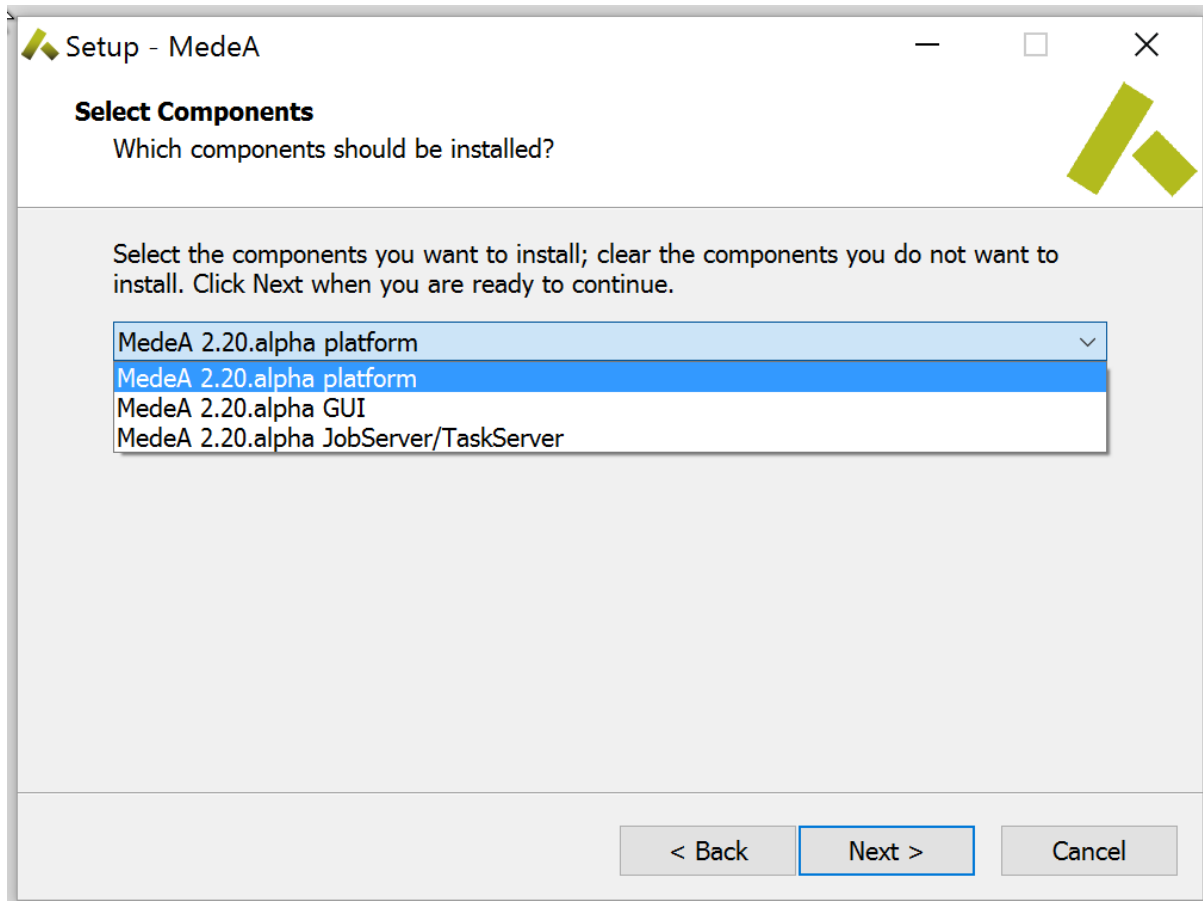 Setup - MedeA
Select Components
Which components should be installed?
Select the components you want to install; clear the components you do not want to
install. Click Next when you are ready to continue.
MedeA 2.20.alpha platform
MedeA 2.20.alpha platform
MedeA 2.20.alpha GUI
MedeA 2.20.alpha JobServer/TaskServer
< Back
Next >
Cancel